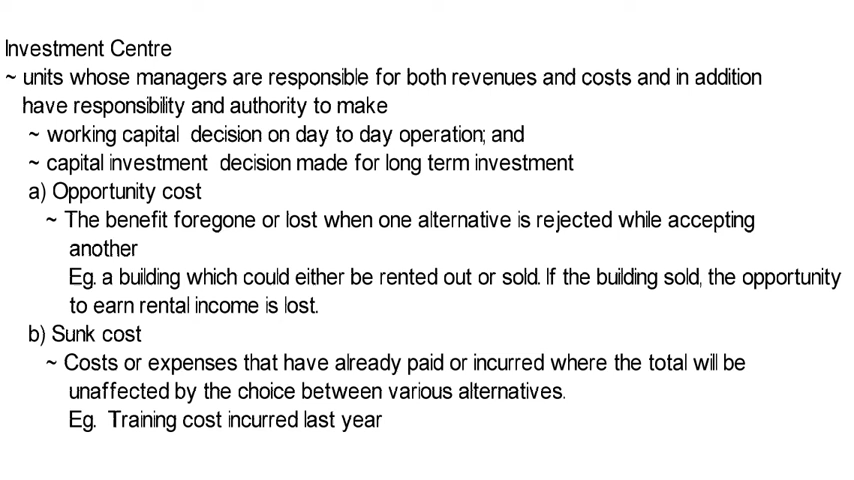 Investment Centre
~ units whose managers are responsible for both revenues and costs and in addition
have responsibility and authority to make
~ working capital decision on day to day operation; and
~ capital investment decision made for long term investment
a) Opportunity cost
~ The benefit foregone or lost when one alternative is rejected while accepting
another
Eg. a building which could either be rented out or sold. If the building sold, the opportunity
to earn rental income is lost.
b) Sunk cost
~ Costs or expenses that have already paid or incurred where the total will be
unaffected by the choice between various alternatives.
Eg. Training cost incurred last year